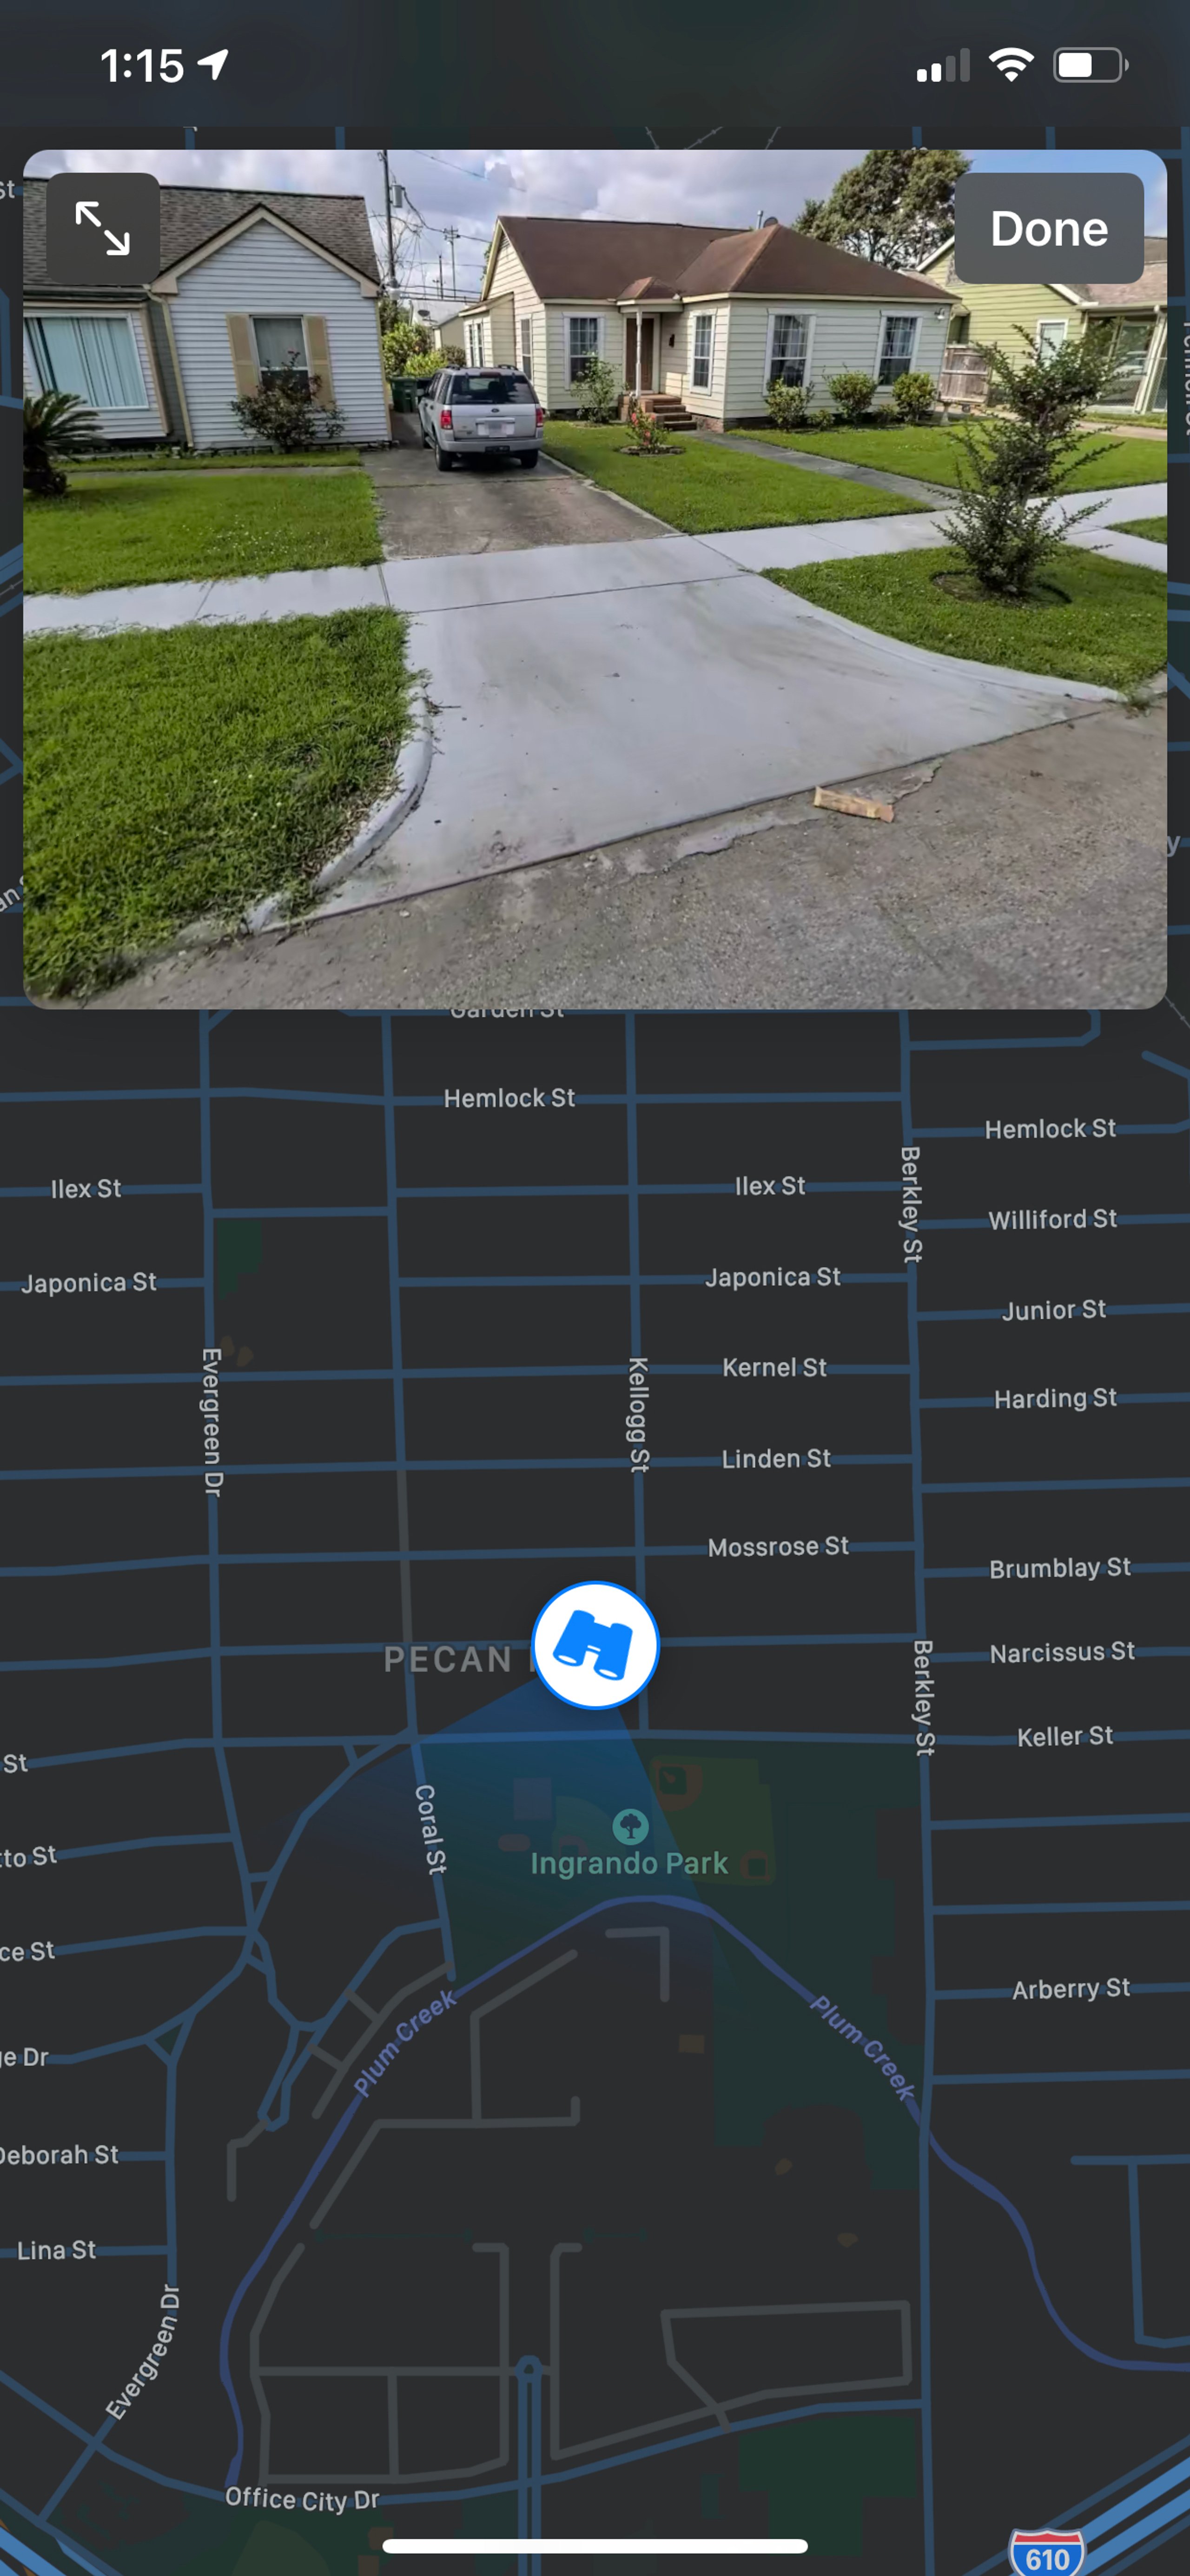 1:15
Done
St
Garden St
Hemlock St
Hemlock St
Ilex St
Ilex St
Berkley St
Williford St
Japonica St
Japonica St
Junior St
Evergreen Dr
Kellogg St
Kernel St
Harding St
Linden St
Mossrose St
Brumblay St
PECAN
Berkley St
Narcissus St
Keller St
St
Coral St
Ingrando Park
to St
ce St
Arberry St
Plum Creek
Plum Creek
ge Dr
Deborah St
Lina St
Evergreen Dr
Office City Dr
610